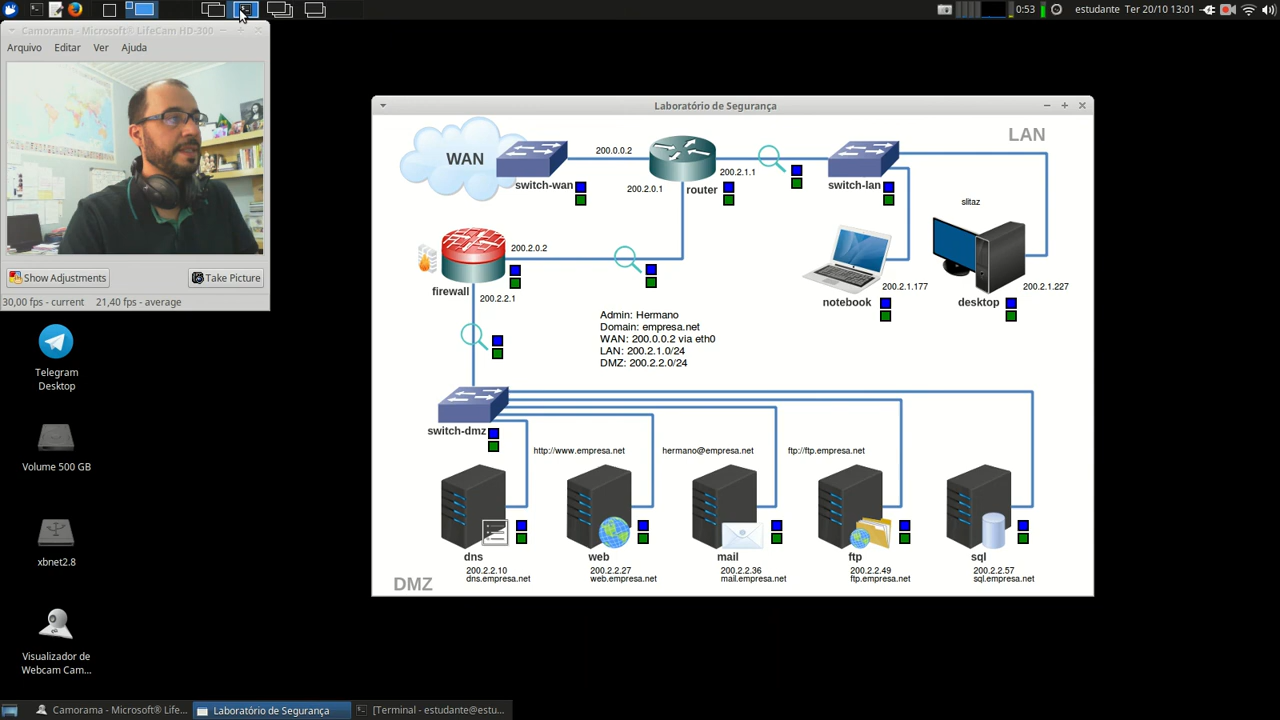 0:53
estudante Ter 20/10 13:01
Camorama - Microsoft® LifeCam HD-300
Arquivo Editar Ver Ajuda
Show Adjustments
Take Picture
30,00 fps - current 21,40 fps - average
Telegram
Desktop
Volume 500 GB
xbnet2.8
Visualizador de
Webcam Cam...
Laboratório de Segurança
LAN
WAN
switch-wan
200.0.0.2
200.2.0.1
router
200.2.1.1
switch-lan
slitaz
200.2.0.2
firewall
200.2.2.1
notebook
200.2.1.177
desktop
200.2.1.227
Admin: Hermano
Domain: empresa.net
WAN: 200.0.0.2 via eth0
LAN: 200.2.1.0/24
DMZ: 200.2.2.0/24
switch-dmz
http://www.empresa.net
hermano@empresa.net
ftp://ftp.empresa.net
dns
200.2.2.10
dns.empresa.net
web
200.2.2.27
web.empresa.net
mail
200.2.2.36
mail.empresa.net
ftp
200.2.2.49
ftp.empresa.net
sql
200.2.2.57
sql.empresa.net
DMZ
Camorama - Microsoft® Life...
Laboratório de Segurança
[Terminal - estudante@estu...